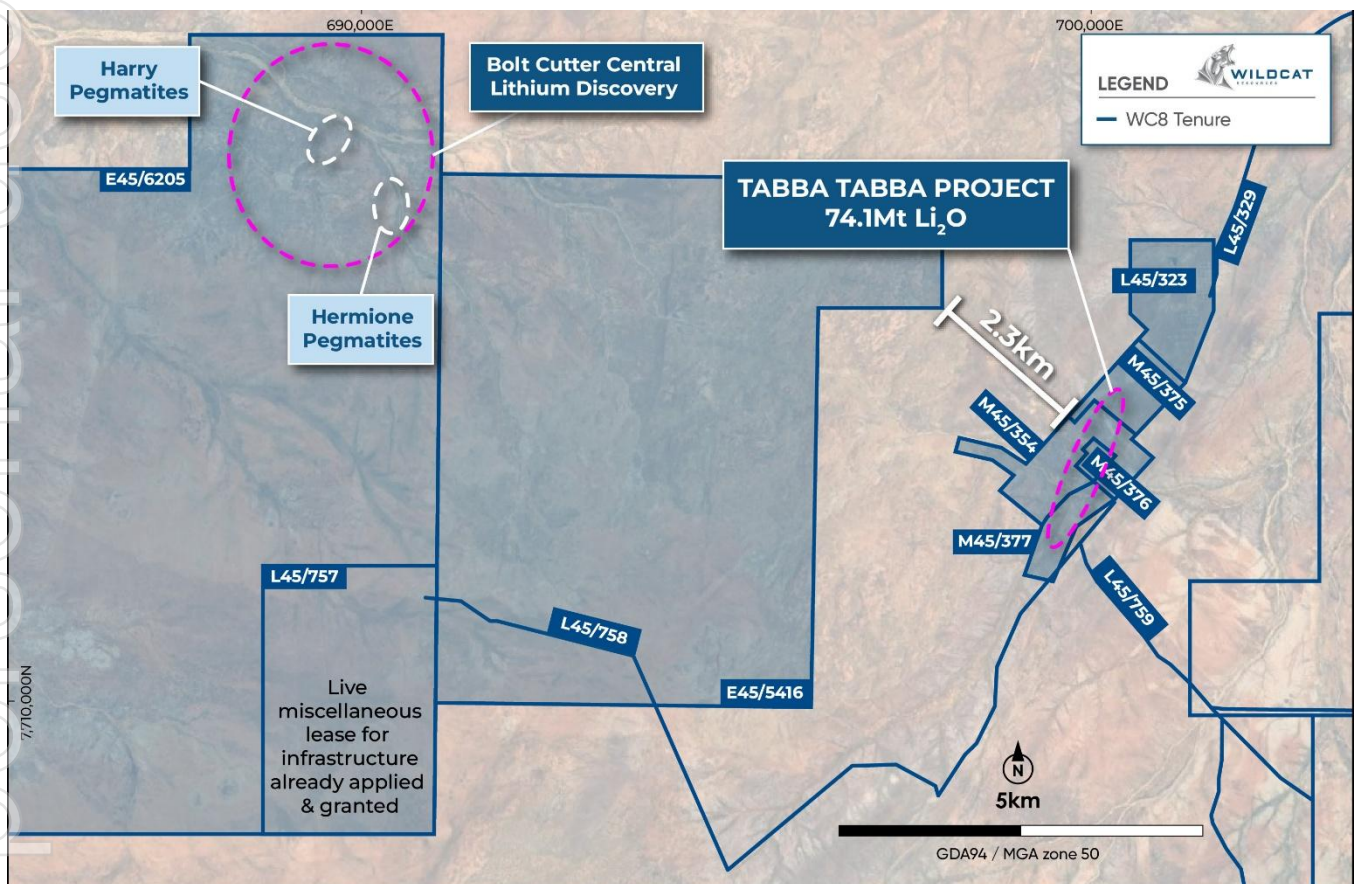 690,000E
700,000E
Harry
Pegmatites
Bolt Cutter Central
Lithium Discovery
LEGEND
WILDCAT
RESOURCES
WC8 Tenure
E45/6205
TABBA TABBA PROJECT
74.1Mt Li₂O
L45/329
L45/323
Hermione
Pegmatites
2.3km
M45/375
M45/354
M45/376
M45/377
L45/757
L45/758
L45/759
E45/5416
7,710,000N
Live
miscellaneous
lease for
infrastructure
already applied
& granted
N
5km
GDA94 / MGA zone 50